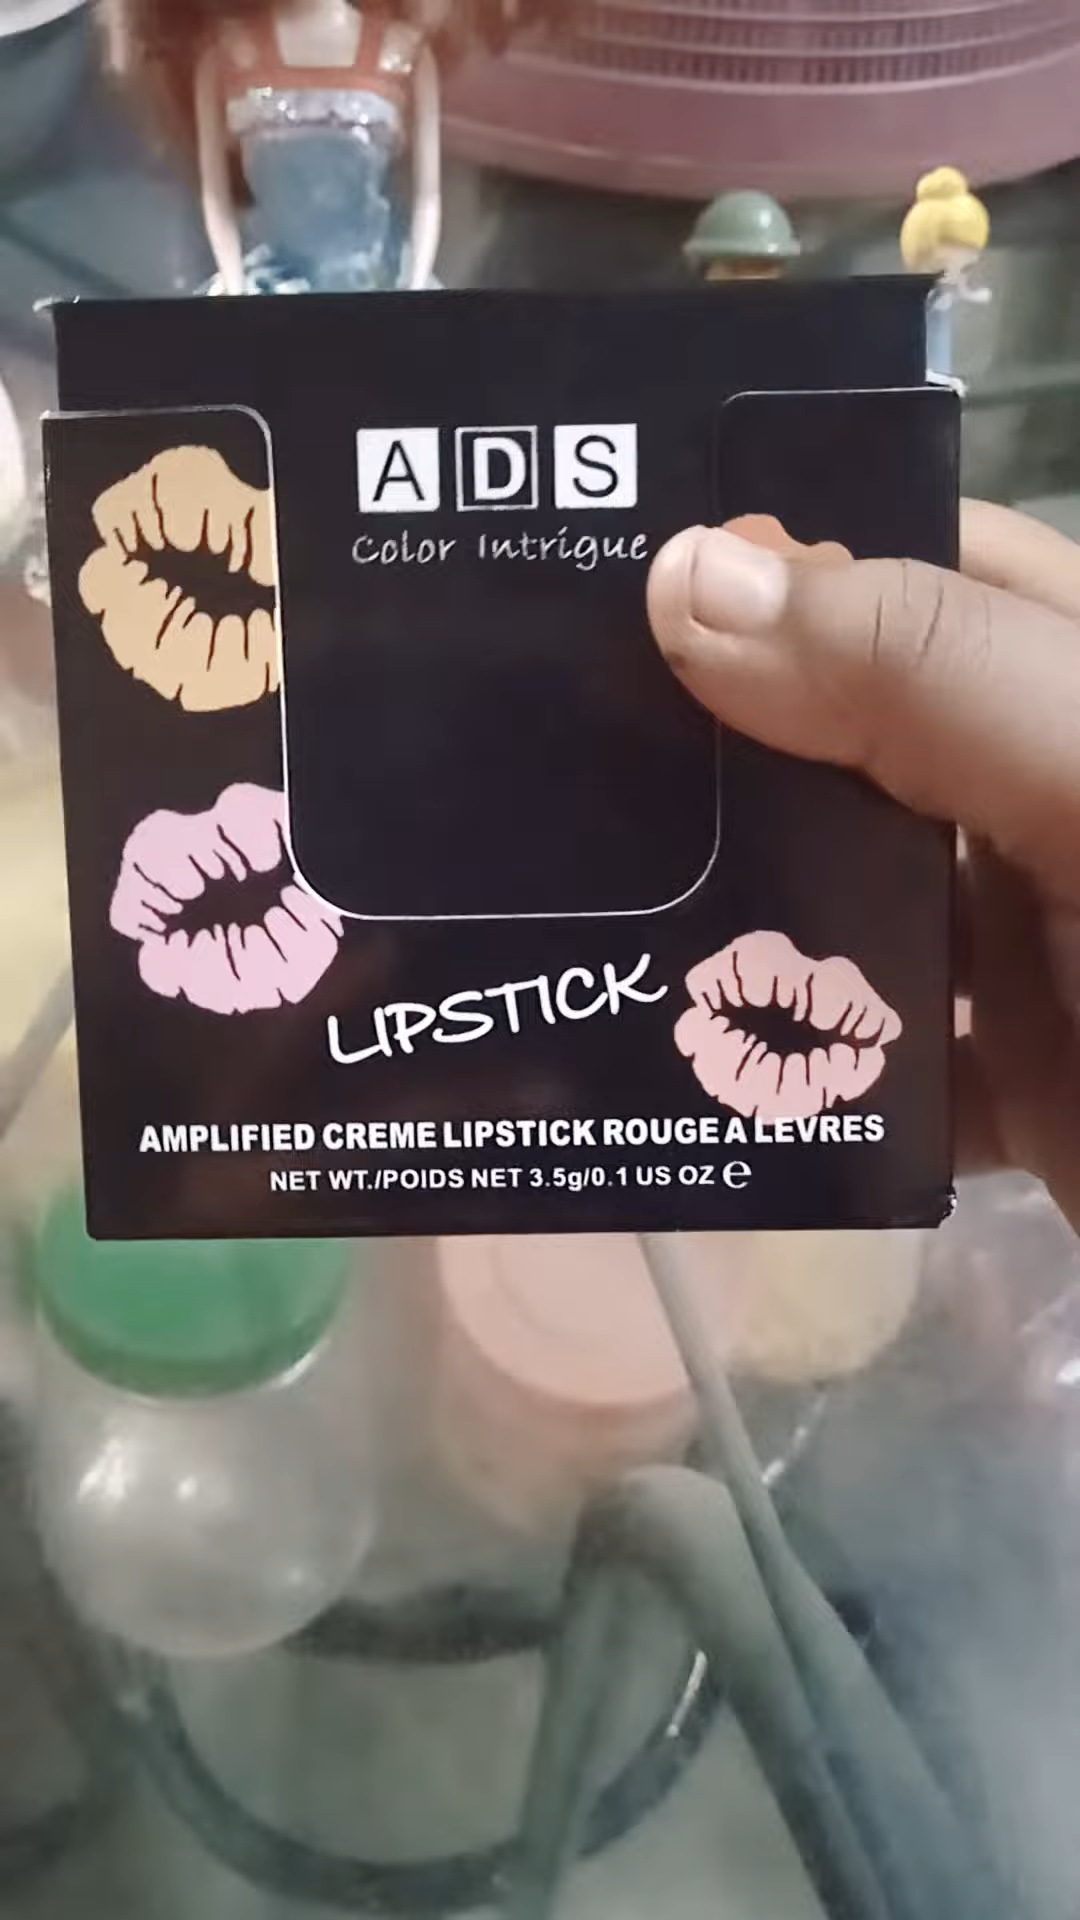 ADS
Color Intrigue
LIPSTICK
AMPLIFIED CREME LIPSTICK ROUGE A LEVRES
NET WT./POIDS NET 3.5g/0.1 US OZ e